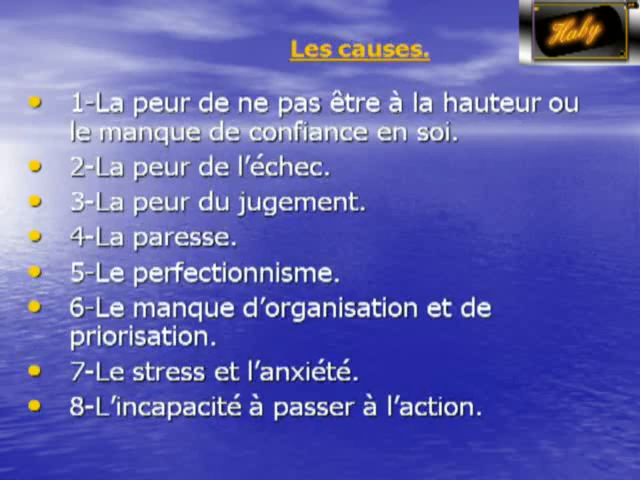 Haby
Les causes.
1-La peur de ne pas être à la hauteur ou
le manque de confiance en soi.
2-La peur de l'échec.
3-La peur du jugement.
4-La paresse.
5-Le perfectionnisme.
6-Le manque d'organisation et de
priorisation.
7-Le stress et l'anxiété.
8-L'incapacité à passer à l'action.